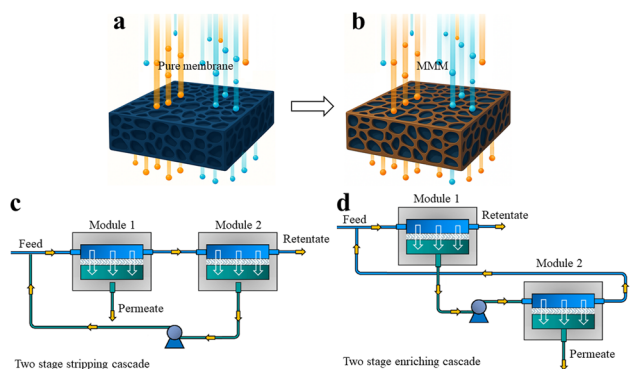 a
Pure membrane
b
MMM
c
Module 1
Module 2
Feed
Retentate
Permeate
Two stage stripping cascade
d
Module 1
Feed
Retentate
Module 2
Permeate
Two stage enriching cascade